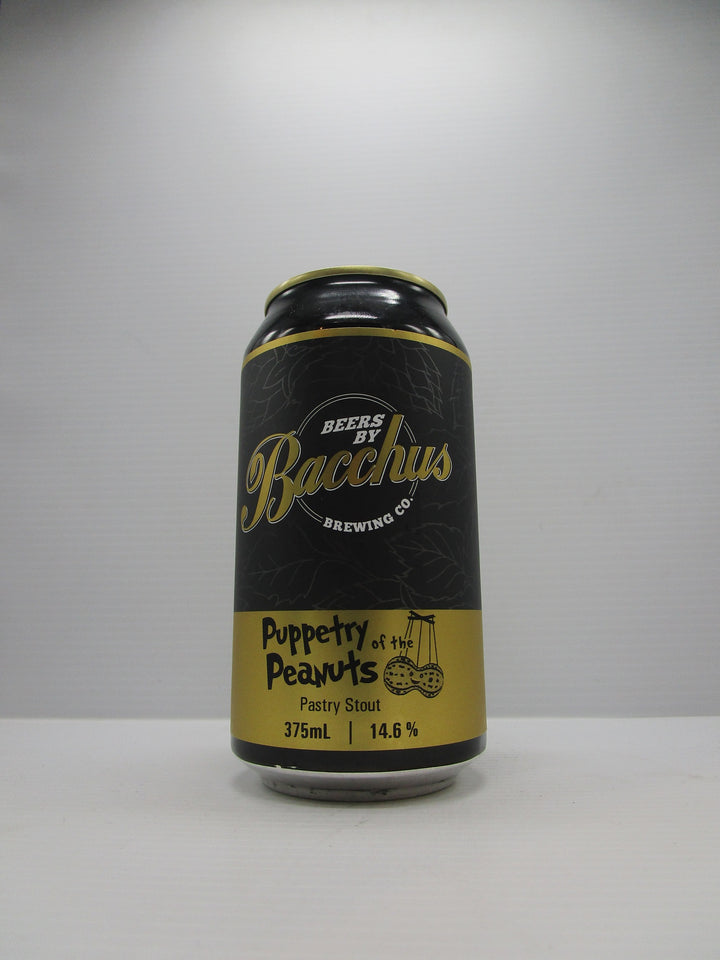 BEERS
BY
Bacchus
BREWING CO.
Puppetry
of the
Peanuts
Pastry Stout
375mL | 14.6 %